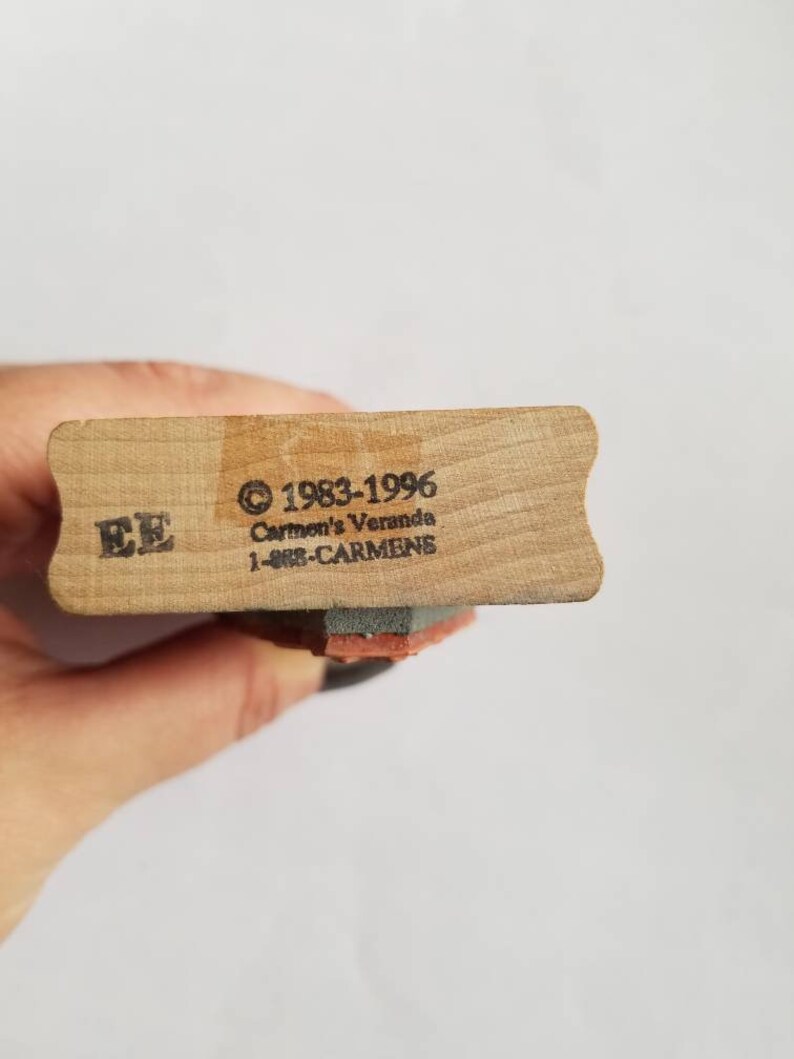 EE
© 1983-1996
Carmen's Veranda
1-888-CARMENS